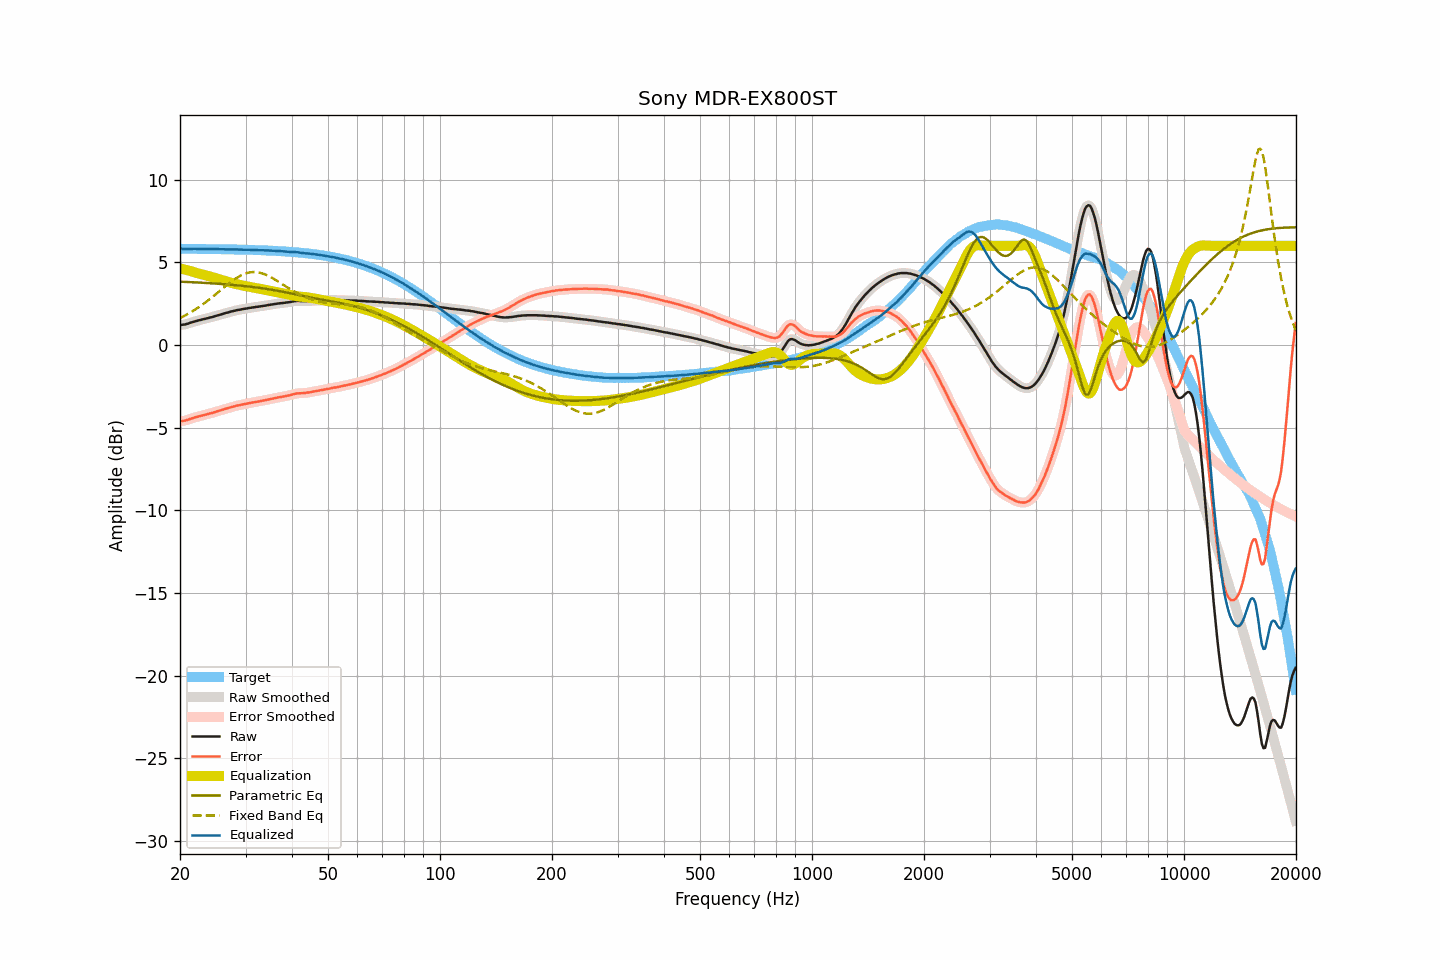 Sony MDR-EX800ST
Amplitude (dBr)
10
5
0
−5
−10
−15
−20
−25
−30
Target
Raw Smoothed
Error Smoothed
Raw
Error
Equalization
Parametric Eq
Fixed Band Eq
Equalized
20 50 100 200 500 1000 2000 5000 10000 20000
Frequency (Hz)